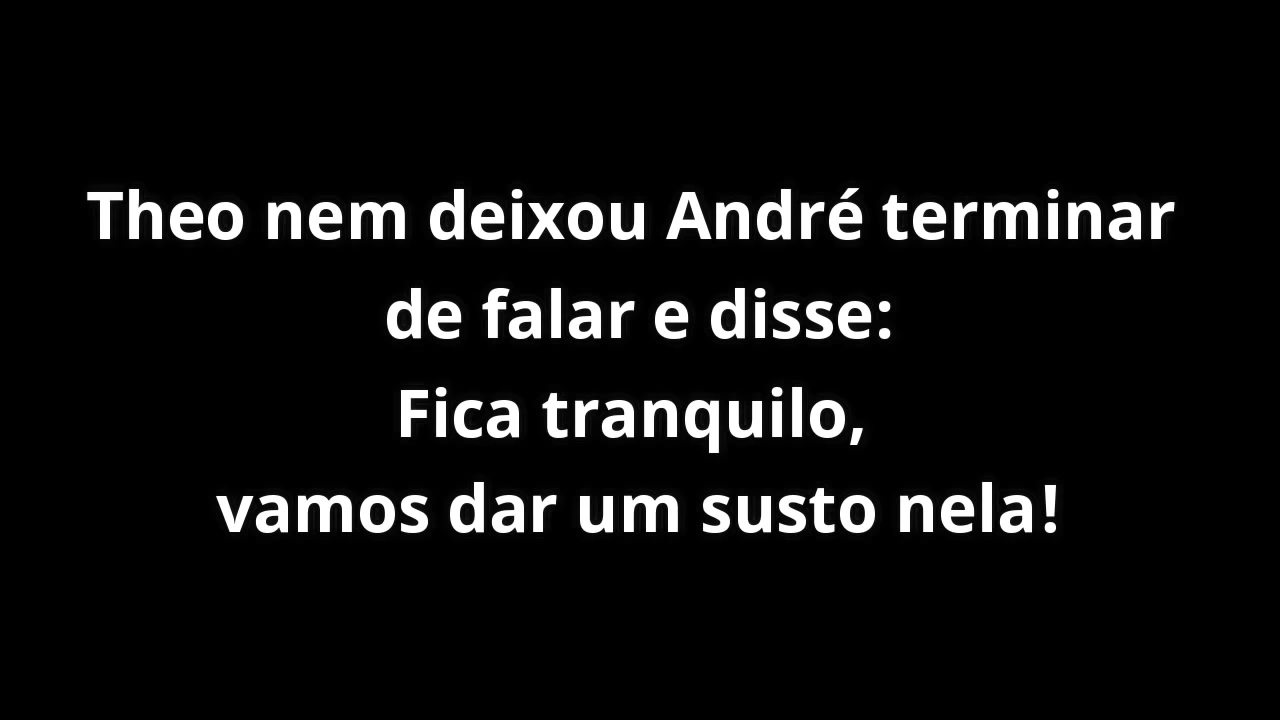 Theo nem deixou André terminar
de falar e disse:
Fica tranquilo,
vamos dar um susto nela!